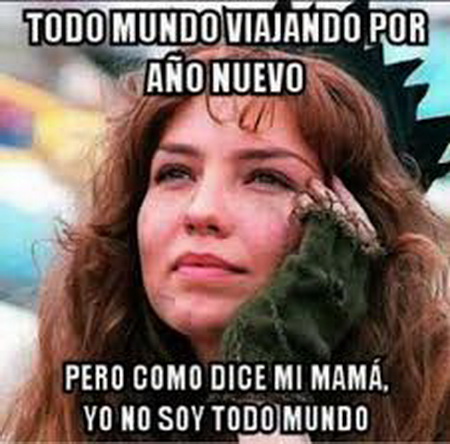 TODO MUNDO VIAJANDO POR
AÑO NUEVO
PERO COMO DICE MI MAMÁ,
YO NO SOY TODO MUNDO